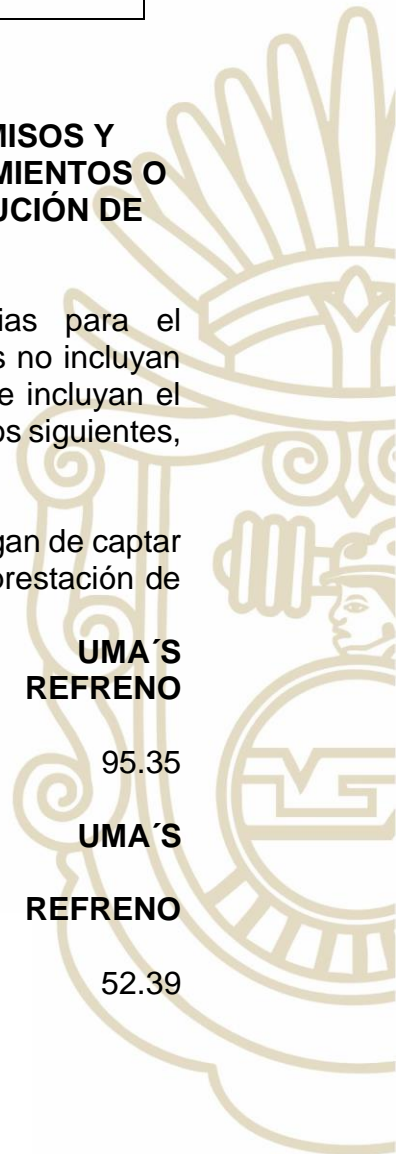 MISOS Y
MIENTOS O
UCIÓN DE
ias para el
s no incluyan
e incluyan el
os siguientes,
gan de captar
prestación de
UMA´S
REFRENO
95.35
UMA´S
REFRENO
52.39